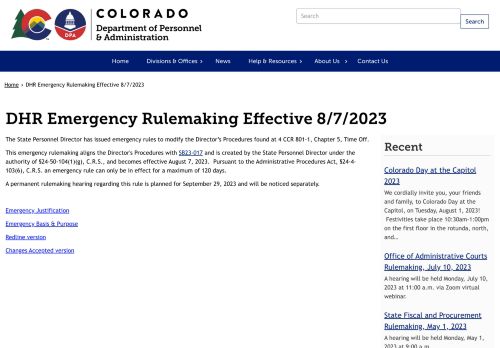 COLORADO
Department of Personnel
& Administration
DPA
Search
Search
Home Divisions & Offices News Help & Resources About Us Contact Us
Home › DHR Emergency Rulemaking Effective 8/7/2023
DHR Emergency Rulemaking Effective 8/7/2023
The State Personnel Director has issued emergency rules to modify the Director's Procedures found at 4 CCR 801-1, Chapter 5, Time Off.
This emergency rulemaking aligns the Director's Procedures with SB23-017 and is created by the State Personnel Director under the
authority of §24-50-104(1)(g), C.R.S., and becomes effective August 7, 2023.  Pursuant to the Administrative Procedures Act, §24-4-
103(6), C.R.S. an emergency rule can only be in effect for a maximum of 120 days.
A permanent rulemaking hearing regarding this rule is planned for September 29, 2023 and will be noticed separately.
Emergency Justification
Emergency Basis & Purpose
Redline version
Changes Accepted version
Recent
Colorado Day at the Capitol
2023
We cordially invite you, your friends
and family, to Colorado Day at the
Capitol, on Tuesday, August 1, 2023!
Festivities take place 10:30am-1:00pm
on the first floor in the rotunda, north,
and…
Office of Administrative Courts
Rulemaking, July 10, 2023
A hearing will be held Monday, July 10,
2023 at 11:00 a.m. via Zoom virtual
webinar.
State Fiscal and Procurement
Rulemaking, May 1, 2023
A hearing will be held Monday, May 1,
2023 at 9:00 a.m.